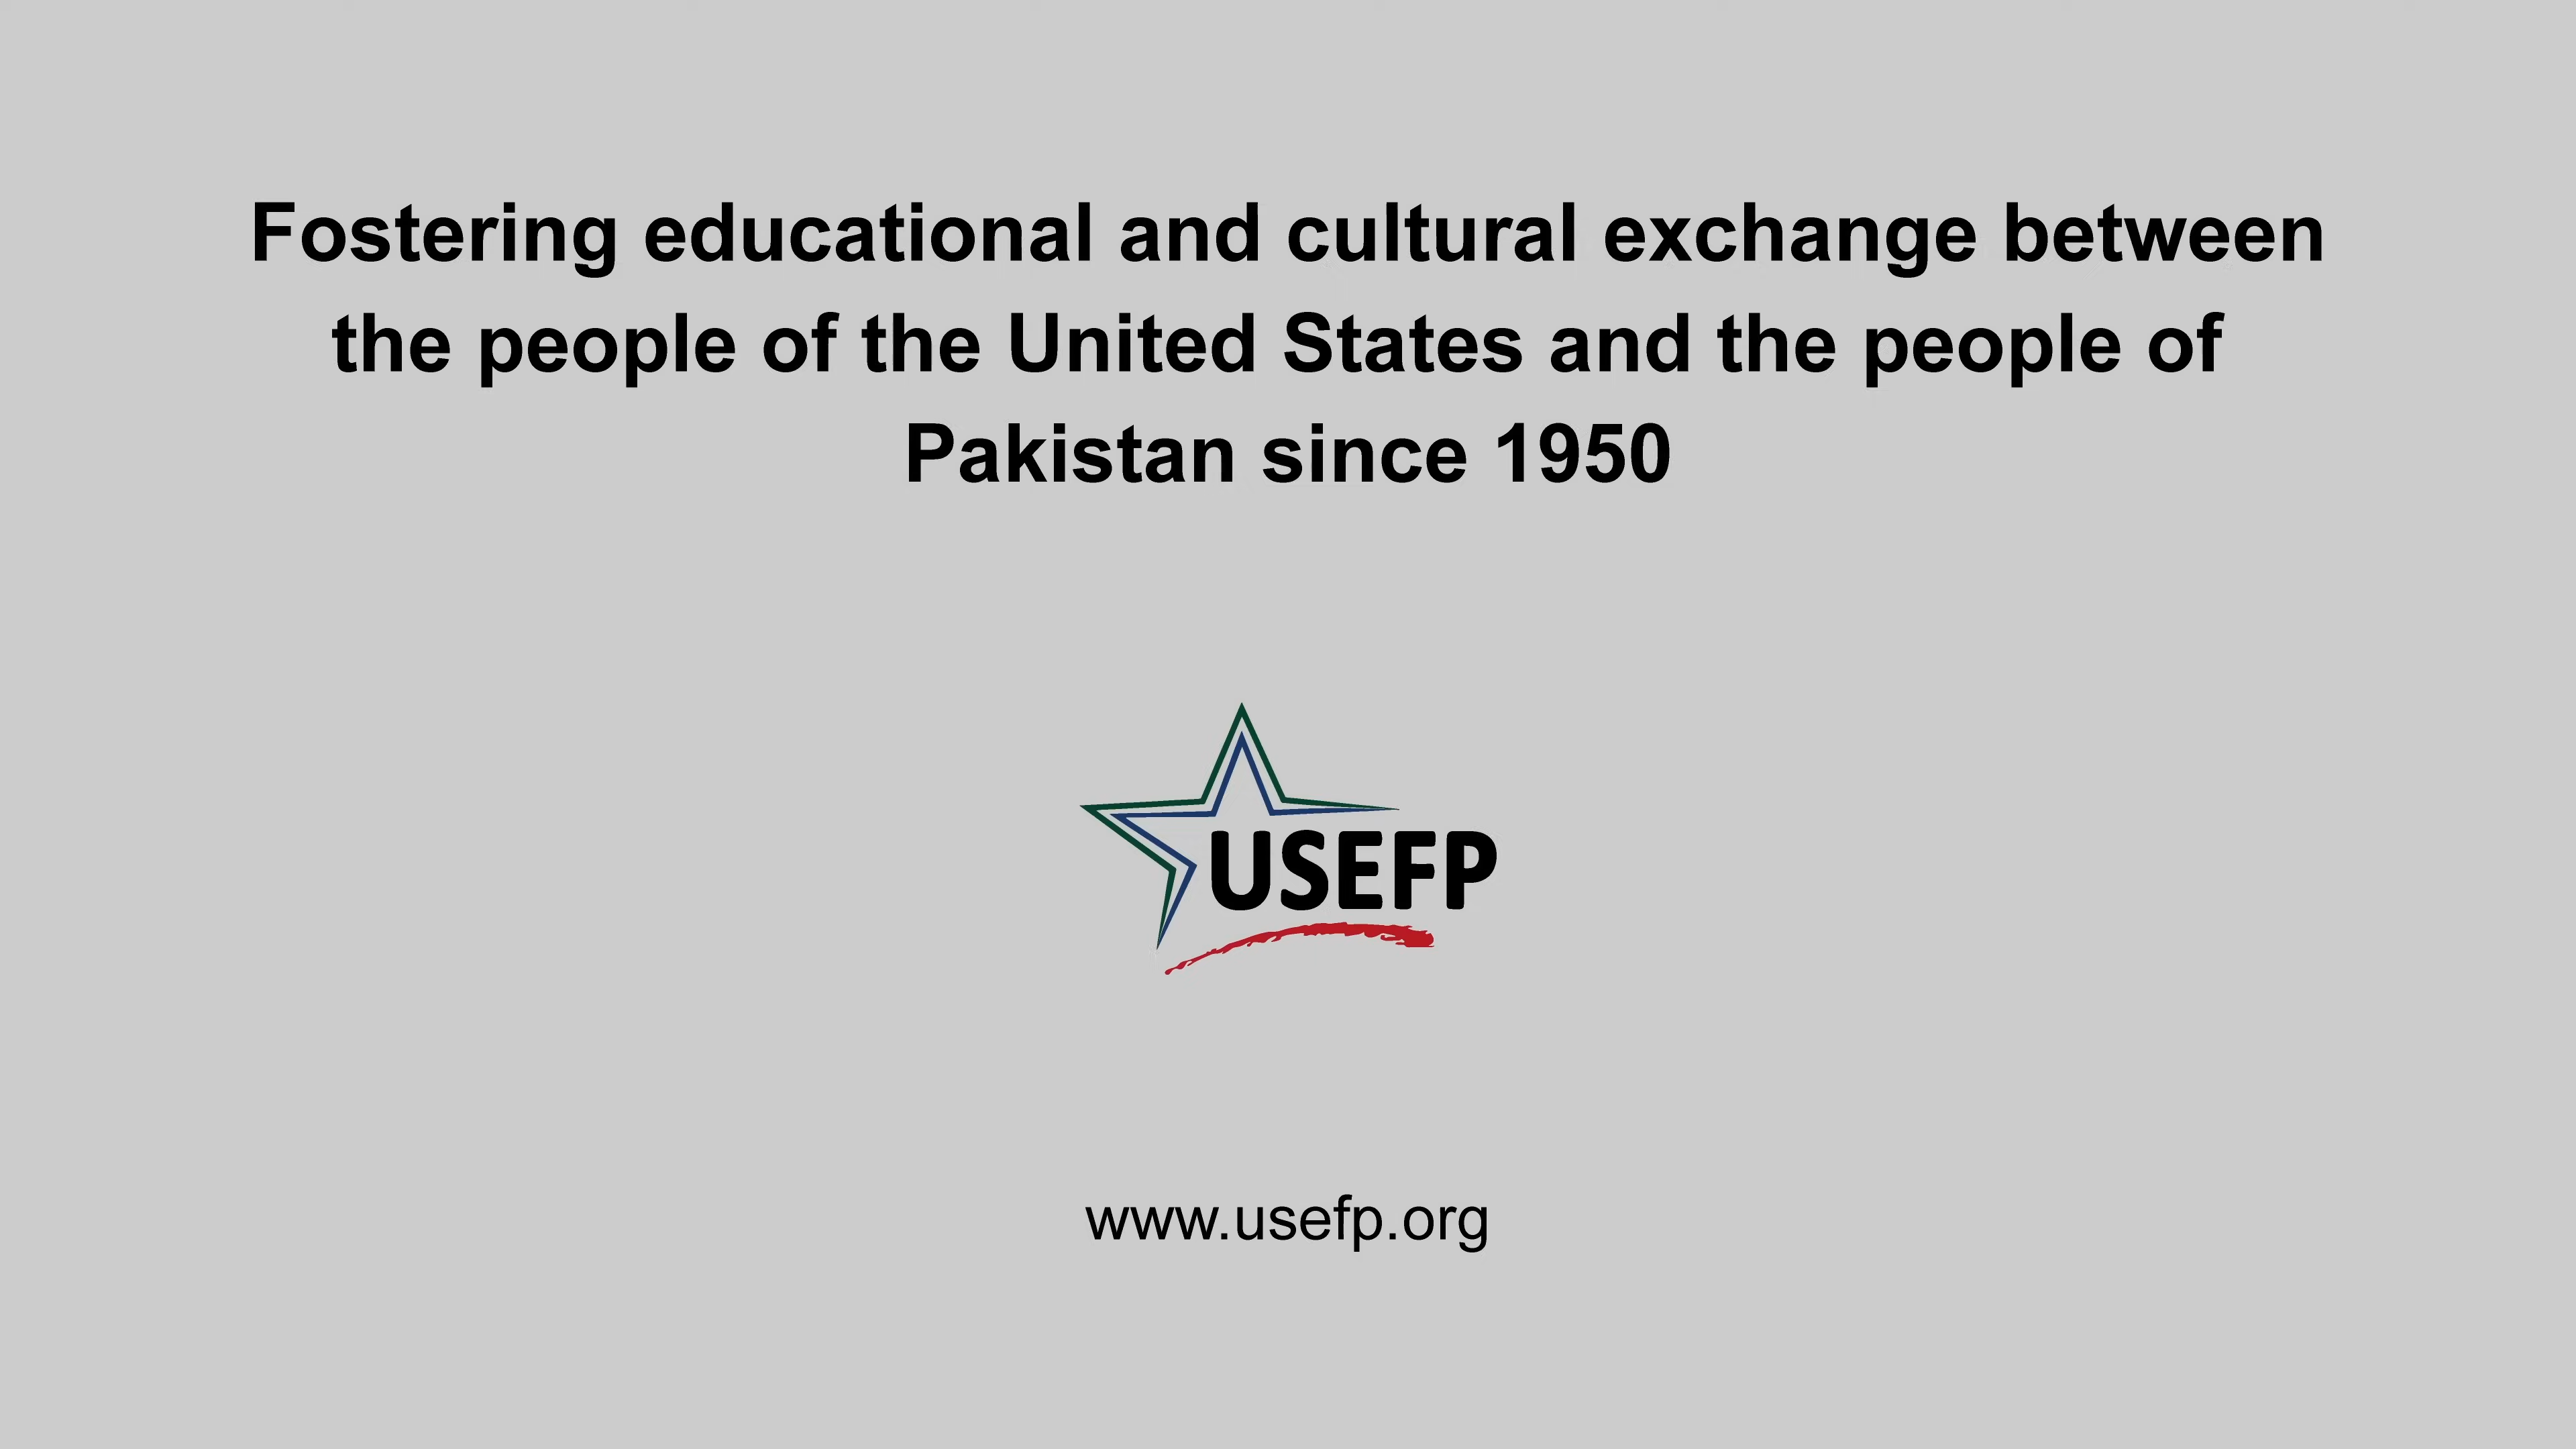 Fostering educational and cultural exchange between
the people of the United States and the people of
Pakistan since 1950
USEFP
www.usefp.org